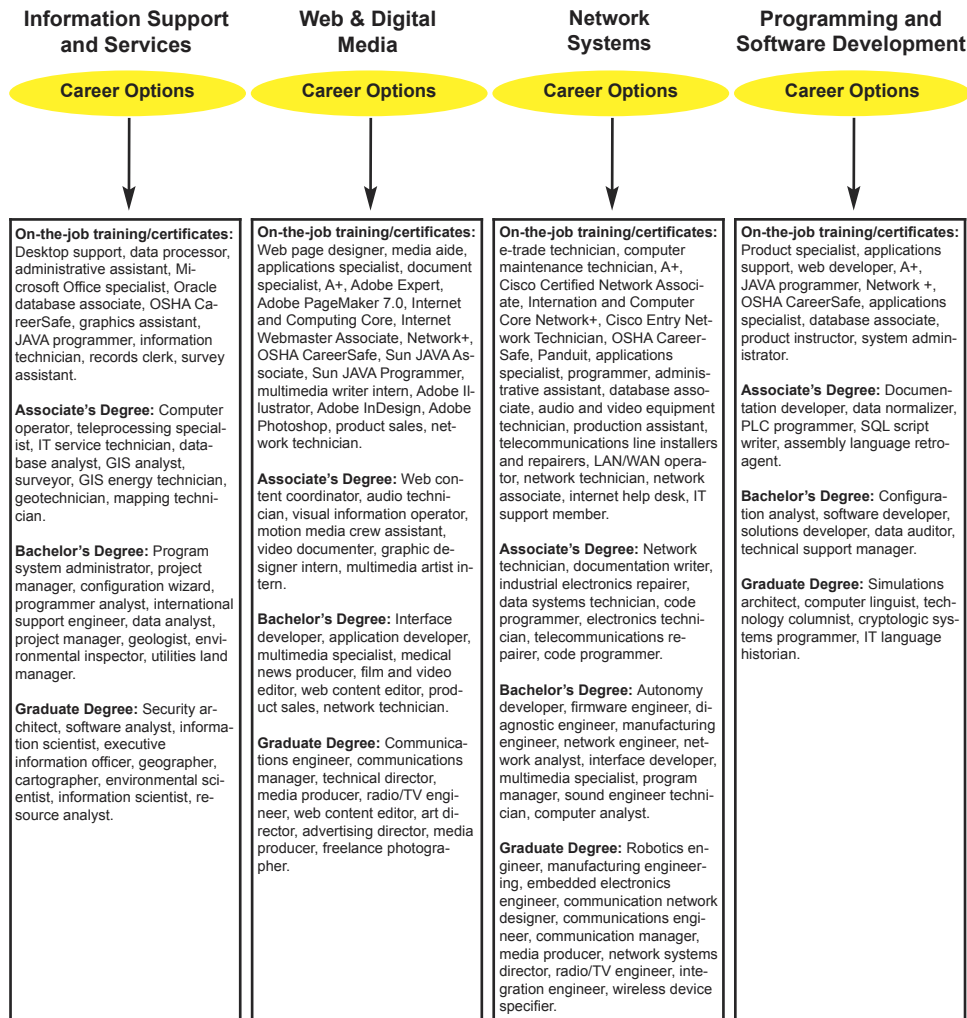 Information Support
and Services
Career Options
On-the-job training/certificates:
Desktop support, data processor,
administrative assistant, Mi-
crosoft Office specialist, Oracle
database associate, OSHA Ca-
reerSafe, graphics assistant,
JAVA programmer, information
technician, records clerk, survey
assistant.
Associate’s Degree: Computer
operator, teleprocessing special-
ist, IT service technician, data-
base analyst, GIS analyst,
surveyor, GIS energy technician,
geotechnician, mapping techni-
cian.
Bachelor’s Degree: Program
system administrator, project
manager, configuration wizard,
programmer analyst, international
support engineer, data analyst,
project manager, geologist, envi-
ronmental inspector, utilities land
manager.
Graduate Degree: Security ar-
chitect, software analyst, informa-
tion scientist, executive
information officer, geographer,
cartographer, environmental sci-
entist, information scientist, re-
source analyst.
Web & Digital
Media
Career Options
On-the-job training/certificates:
Web page designer, media aide,
applications specialist, document
specialist, A+, Adobe Expert,
Adobe PageMaker 7.0, Internet
and Computing Core, Internet
Webmaster Associate, Network+,
OSHA CareerSafe, Sun JAVA As-
sociate, Sun JAVA Programmer,
multimedia writer intern, Adobe Il-
lustrator, Adobe InDesign, Adobe
Photoshop, product sales, net-
work technician.
Associate’s Degree: Web con-
tent coordinator, audio techni-
cian, visual information operator,
motion media crew assistant,
video documenter, graphic de-
signer intern, multimedia artist in-
tern.
Bachelor’s Degree: Interface
developer, application developer,
multimedia specialist, medical
news producer, film and video
editor, web content editor, prod-
uct sales, network technician.
Graduate Degree: Communica-
tions engineer, communications
manager, technical director,
media producer, radio/TV engi-
neer, web content editor, art di-
rector, advertising director, media
producer, freelance photogra-
pher.
Network
Systems
Career Options
On-the-job training/certificates:
e-trade technician, computer
maintenance technician, A+,
Cisco Certified Network Associ-
ate, Internation and Computer
Core Network+, Cisco Entry Net-
work Technician, OSHA Career-
Safe, Panduit, applications
specialist, programmer, adminis-
trative assistant, database asso-
ciate, audio and video equipment
technician, production assistant,
telecommunications line installers
and repairers, LAN/WAN opera-
tor, network technician, network
associate, internet help desk, IT
support member.
Associate’s Degree: Network
technician, documentation writer,
industrial electronics repairer,
data systems technician, code
programmer, electronics techni-
cian, telecommunications re-
pairer, code programmer.
Bachelor’s Degree: Autonomy
developer, firmware engineer, di-
agnostic engineer, manufacturing
engineer, network engineer, net-
work analyst, interface developer,
multimedia specialist, program
manager, sound engineer techni-
cian, computer analyst.
Graduate Degree: Robotics en-
gineer, manufacturing engineer-
ing, embedded electronics
engineer, communication network
designer, communications engi-
neer, communication manager,
media producer, network systems
director, radio/TV engineer, inte-
gration engineer, wireless device
specifier.
Programming and
Software Development
Career Options
On-the-job training/certificates:
Product specialist, applications
support, web developer, A+,
JAVA programmer, Network +,
OSHA CareerSafe, applications
specialist, database associate,
product instructor, system admin-
istrator.
Associate’s Degree: Documen-
tation developer, data normalizer,
PLC programmer, SQL script
writer, assembly language retro-
agent.
Bachelor’s Degree: Configura-
tion analyst, software developer,
solutions developer, data auditor,
technical support manager.
Graduate Degree: Simulations
architect, computer linguist, tech-
nology columnist, cryptologic sys-
tems programmer, IT language
historian.